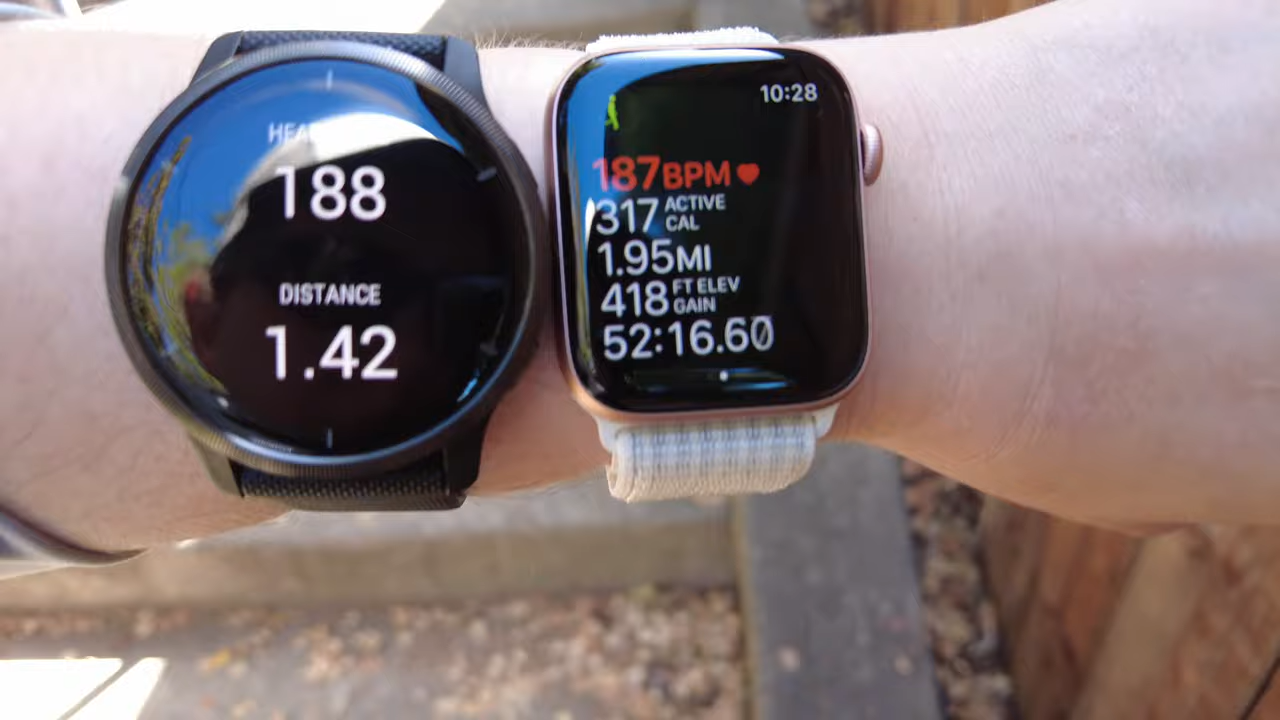 188
DISTANCE
1.42
10:28
187BPM
317 ACTIVE
CAL
1.95MI
418 FT ELEV
GAIN
52:16.60